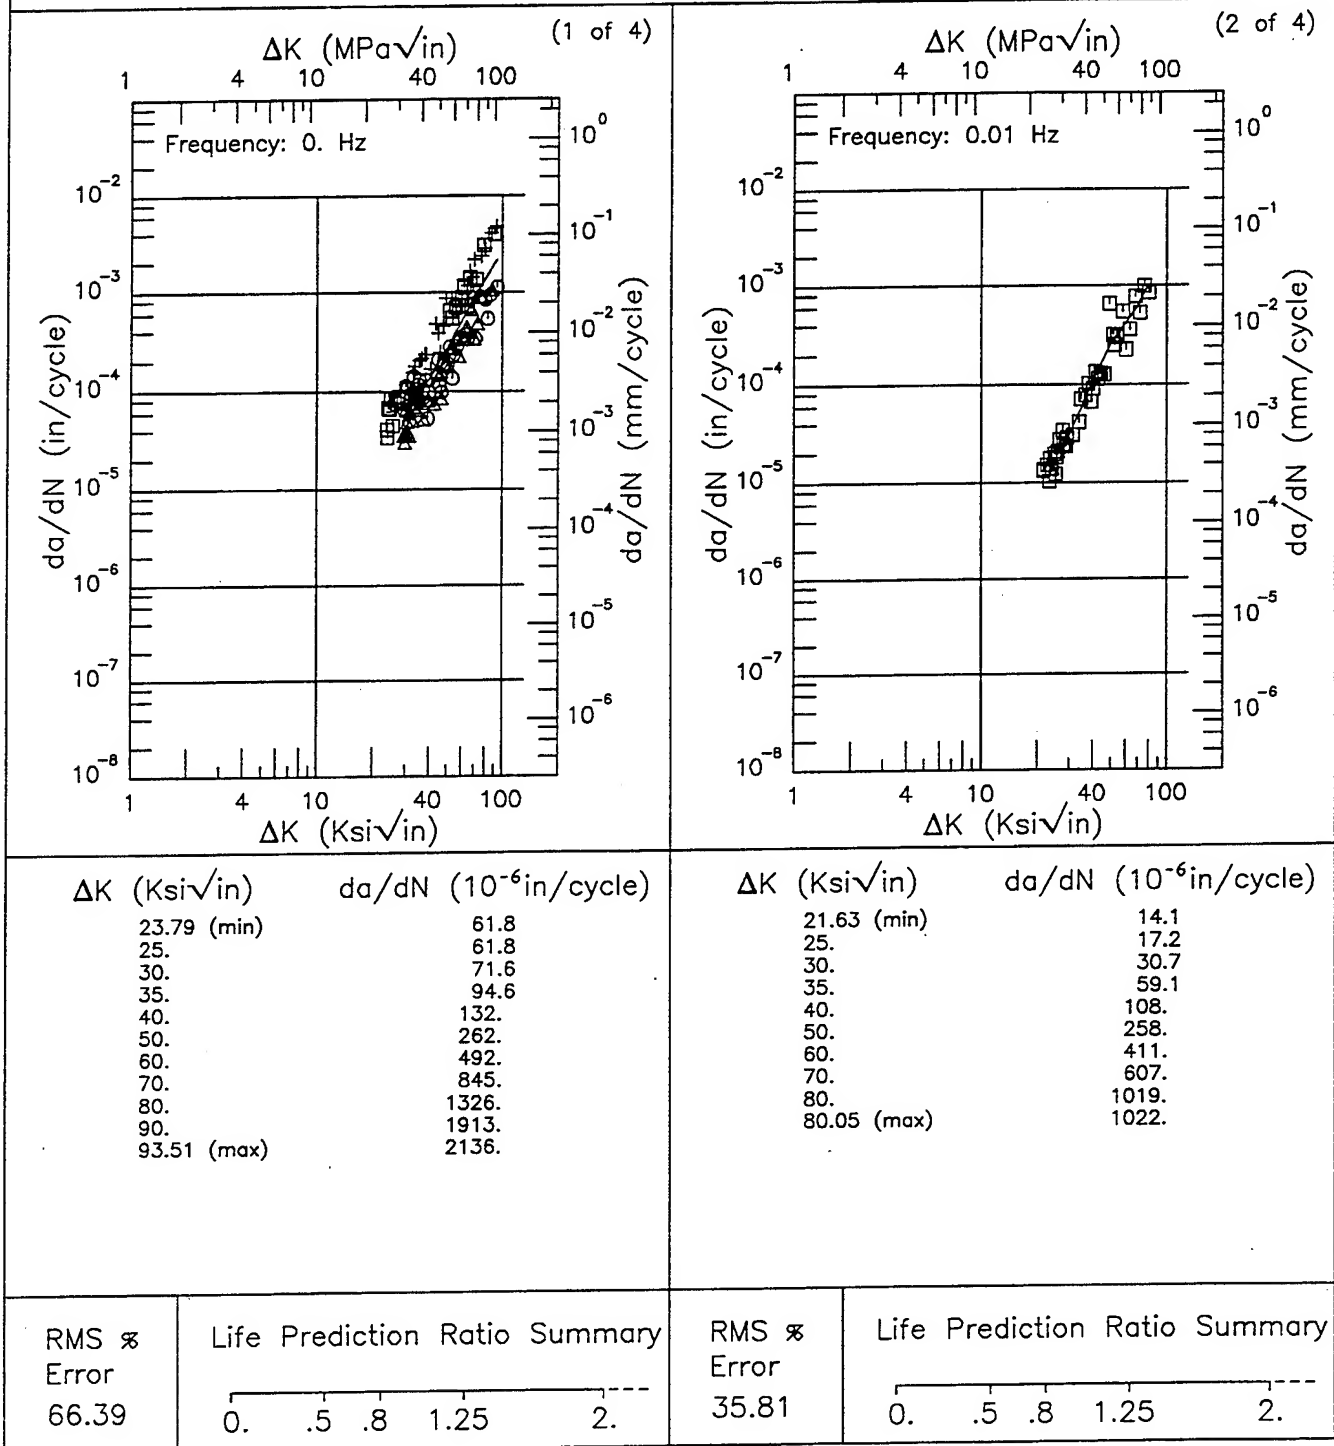 (1 of 4)
ΔK (MPa√in)
1 4 10 40 100
Frequency: 0. Hz
10⁰
10⁻¹
10⁻²
10⁻³
10⁻⁴
10⁻⁵
10⁻⁶
da/dN (mm/cycle)
10⁻²
10⁻³
10⁻⁴
10⁻⁵
10⁻⁶
10⁻⁷
10⁻⁸
da/dN (in/cycle)
1 4 10 40 100
ΔK (Ksi√in)
ΔK (Ksi√in) da/dN (10⁻⁶in/cycle)
23.79 (min) 61.8
25. 61.8
30. 71.6
35. 94.6
40. 132.
50. 262.
60. 492.
70. 845.
80. 1326.
90. 1913.
93.51 (max) 2136.
RMS %
Error
66.39
Life Prediction Ratio Summary
0. .5 .8 1.25 2.
(2 of 4)
ΔK (MPa√in)
1 4 10 40 100
Frequency: 0.01 Hz
10⁰
10⁻¹
10⁻²
10⁻³
10⁻⁴
10⁻⁵
10⁻⁶
da/dN (mm/cycle)
10⁻²
10⁻³
10⁻⁴
10⁻⁵
10⁻⁶
10⁻⁷
10⁻⁸
da/dN (in/cycle)
1 4 10 40 100
ΔK (Ksi√in)
ΔK (Ksi√in) da/dN (10⁻⁶in/cycle)
21.63 (min) 14.1
25. 17.2
30. 30.7
35. 59.1
40. 108.
50. 258.
60. 411.
70. 607.
80. 1019.
80.05 (max) 1022.
RMS %
Error
35.81
Life Prediction Ratio Summary
0. .5 .8 1.25 2.